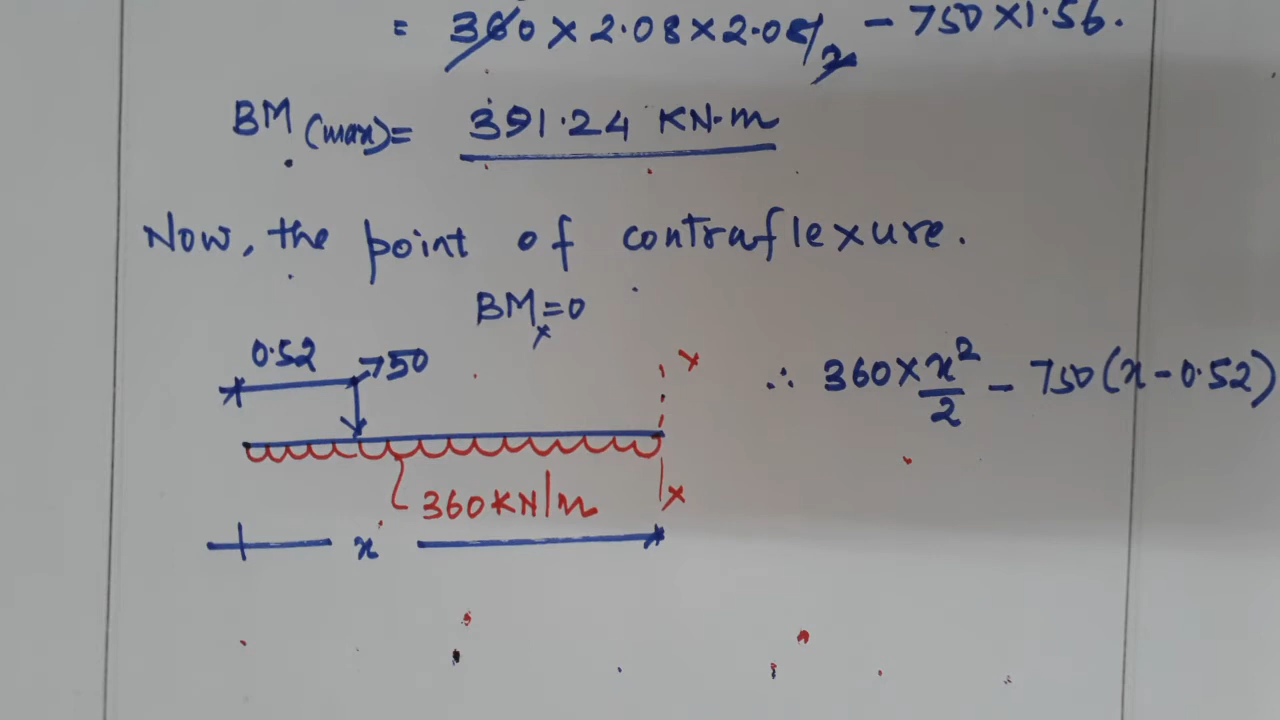 = 360 × 2.08 × 2.08/2 - 750 × 1.56.
BM (max) = 391.24 KN-m
Now, the point of contraflexure.
BMx = 0
0.52 750 x
∴ 360 × x²/2 - 750 (x - 0.52)
360 KN/m x
x